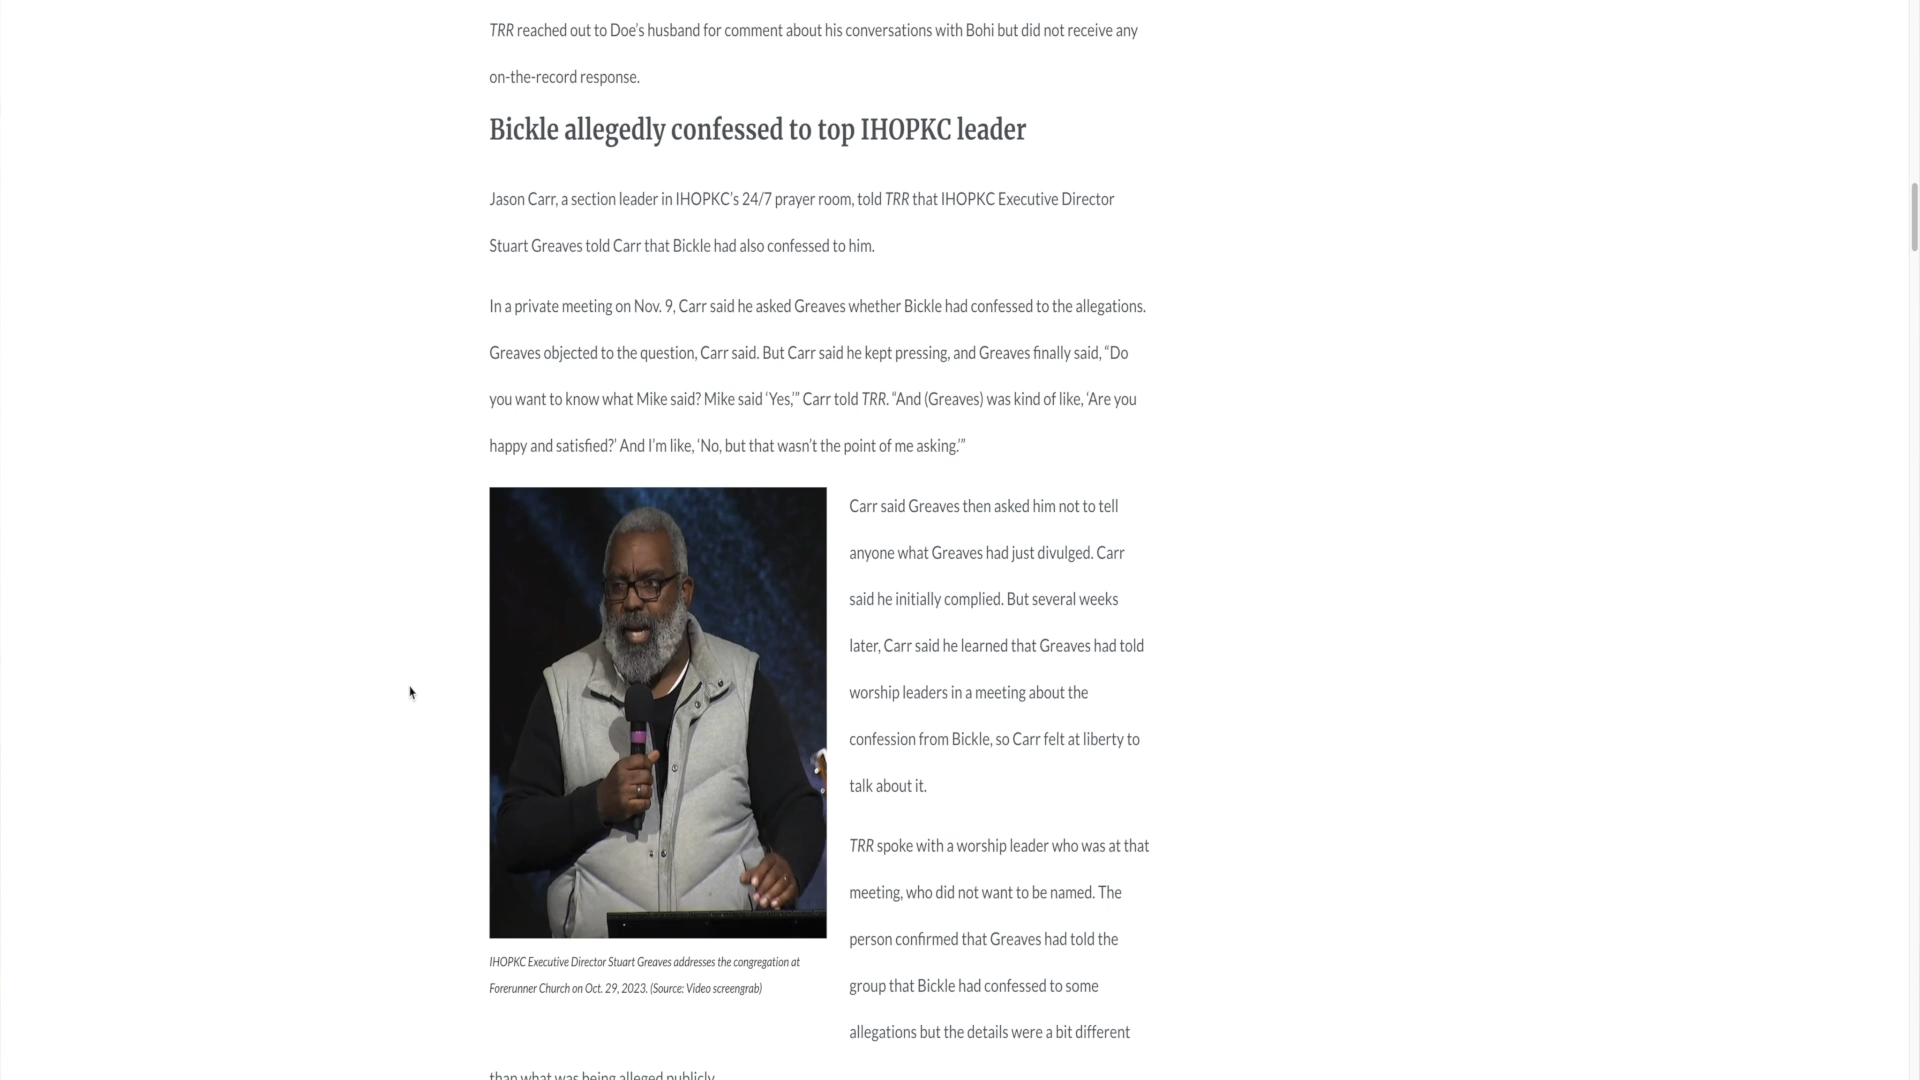 TRR reached out to Doe’s husband for comment about his conversations with Bohi but did not receive any
on-the-record response.
Bickle allegedly confessed to top IHOPKC leader
Jason Carr, a section leader in IHOPKC’s 24/7 prayer room, told TRR that IHOPKC Executive Director
Stuart Greaves told Carr that Bickle had also confessed to him.
In a private meeting on Nov. 9, Carr said he asked Greaves whether Bickle had confessed to the allegations.
Greaves objected to the question, Carr said. But Carr said he kept pressing, and Greaves finally said, “Do
you want to know what Mike said? Mike said ‘Yes,’” Carr told TRR. “And (Greaves) was kind of like, ‘Are you
happy and satisfied?’ And I’m like, ‘No, but that wasn’t the point of me asking.’”
Carr said Greaves then asked him not to tell
anyone what Greaves had just divulged. Carr
said he initially complied. But several weeks
later, Carr said he learned that Greaves had told
worship leaders in a meeting about the
confession from Bickle, so Carr felt at liberty to
talk about it.
TRR spoke with a worship leader who was at that
meeting, who did not want to be named. The
person confirmed that Greaves had told the
group that Bickle had confessed to some
allegations but the details were a bit different
than what was being alleged publicly.
IHOPKC Executive Director Stuart Greaves addresses the congregation at
Forerunner Church on Oct. 29, 2023. (Source: Video screengrab)